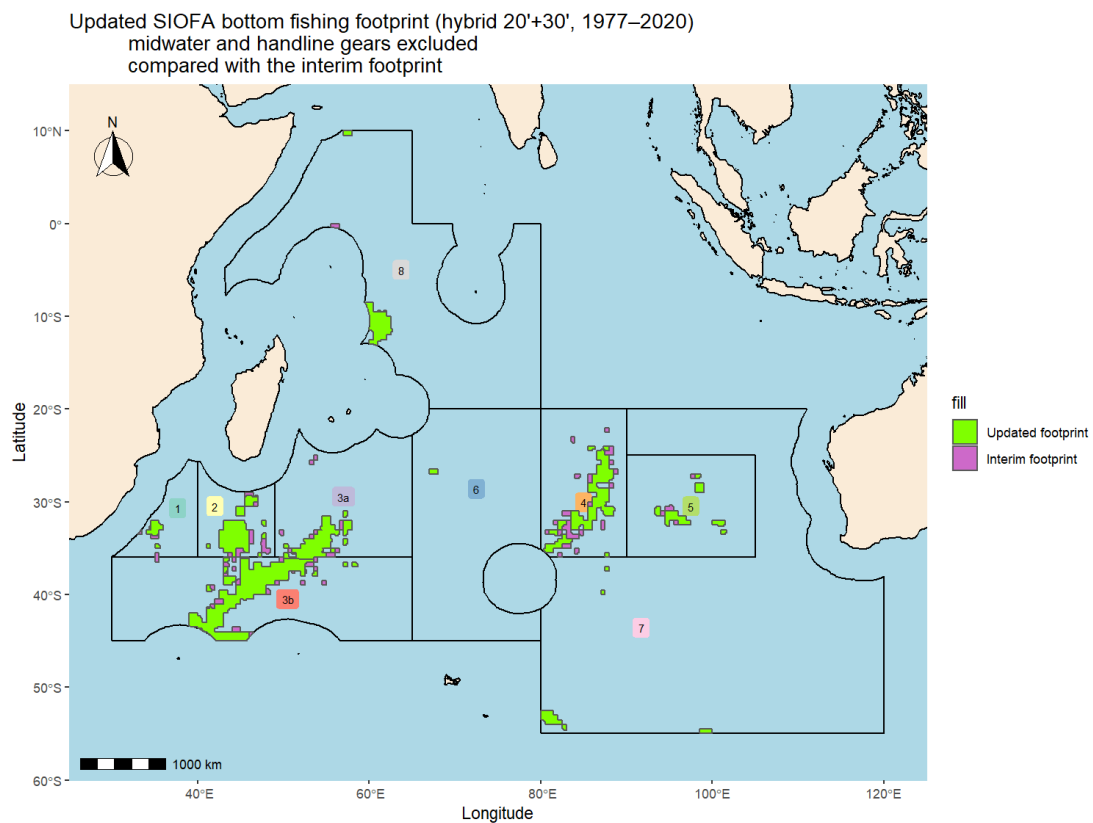 Updated SIOFA bottom fishing footprint (hybrid 20'+30', 1977–2020)
midwater and handline gears excluded
compared with the interim footprint
N
10°N
0°
10°S
20°S
30°S
40°S
50°S
60°S
Latitude
8
1
2
3a
3b
6
4
5
7
1000 km
40°E
60°E
80°E
100°E
120°E
Longitude
fill
Updated footprint
Interim footprint